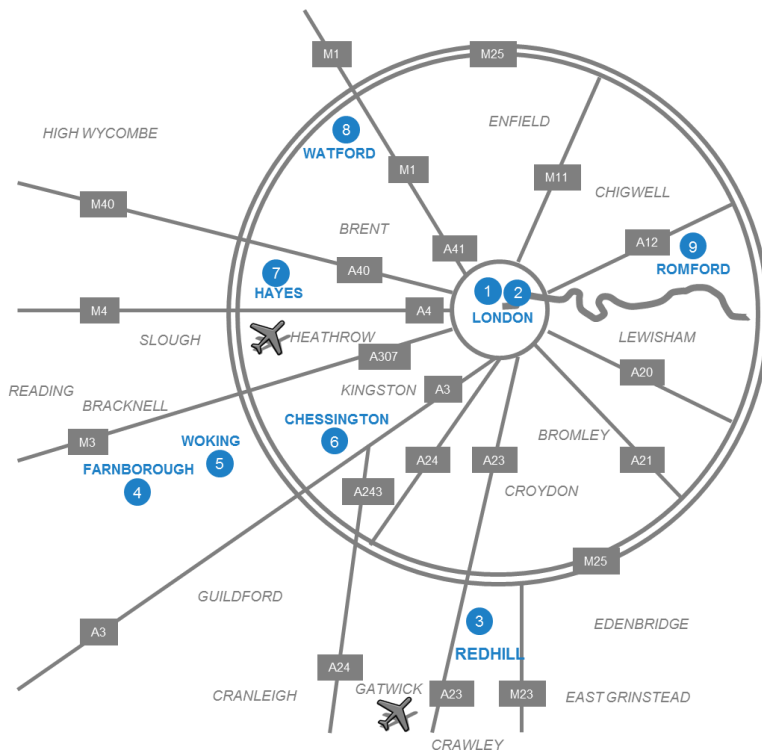 M1
M25
ENFIELD
HIGH WYCOMBE
8
WATFORD
M1
M11
CHIGWELL
M40
BRENT
A41
A12
9
ROMFORD
7
HAYES
A40
1
2
LONDON
M4
A4
SLOUGH
HEATHROW
LEWISHAM
A307
A20
READING
BRACKNELL
KINGSTON
A3
M3
WOKING
CHESSINGTON
6
BROMLEY
FARNBOROUGH
5
A24
A23
A21
4
A243
CROYDON
M25
GUILDFORD
3
EDENBRIDGE
A3
REDHILL
A24
CRANLEIGH
GATWICK
A23
M23
EAST GRINSTEAD
CRAWLEY